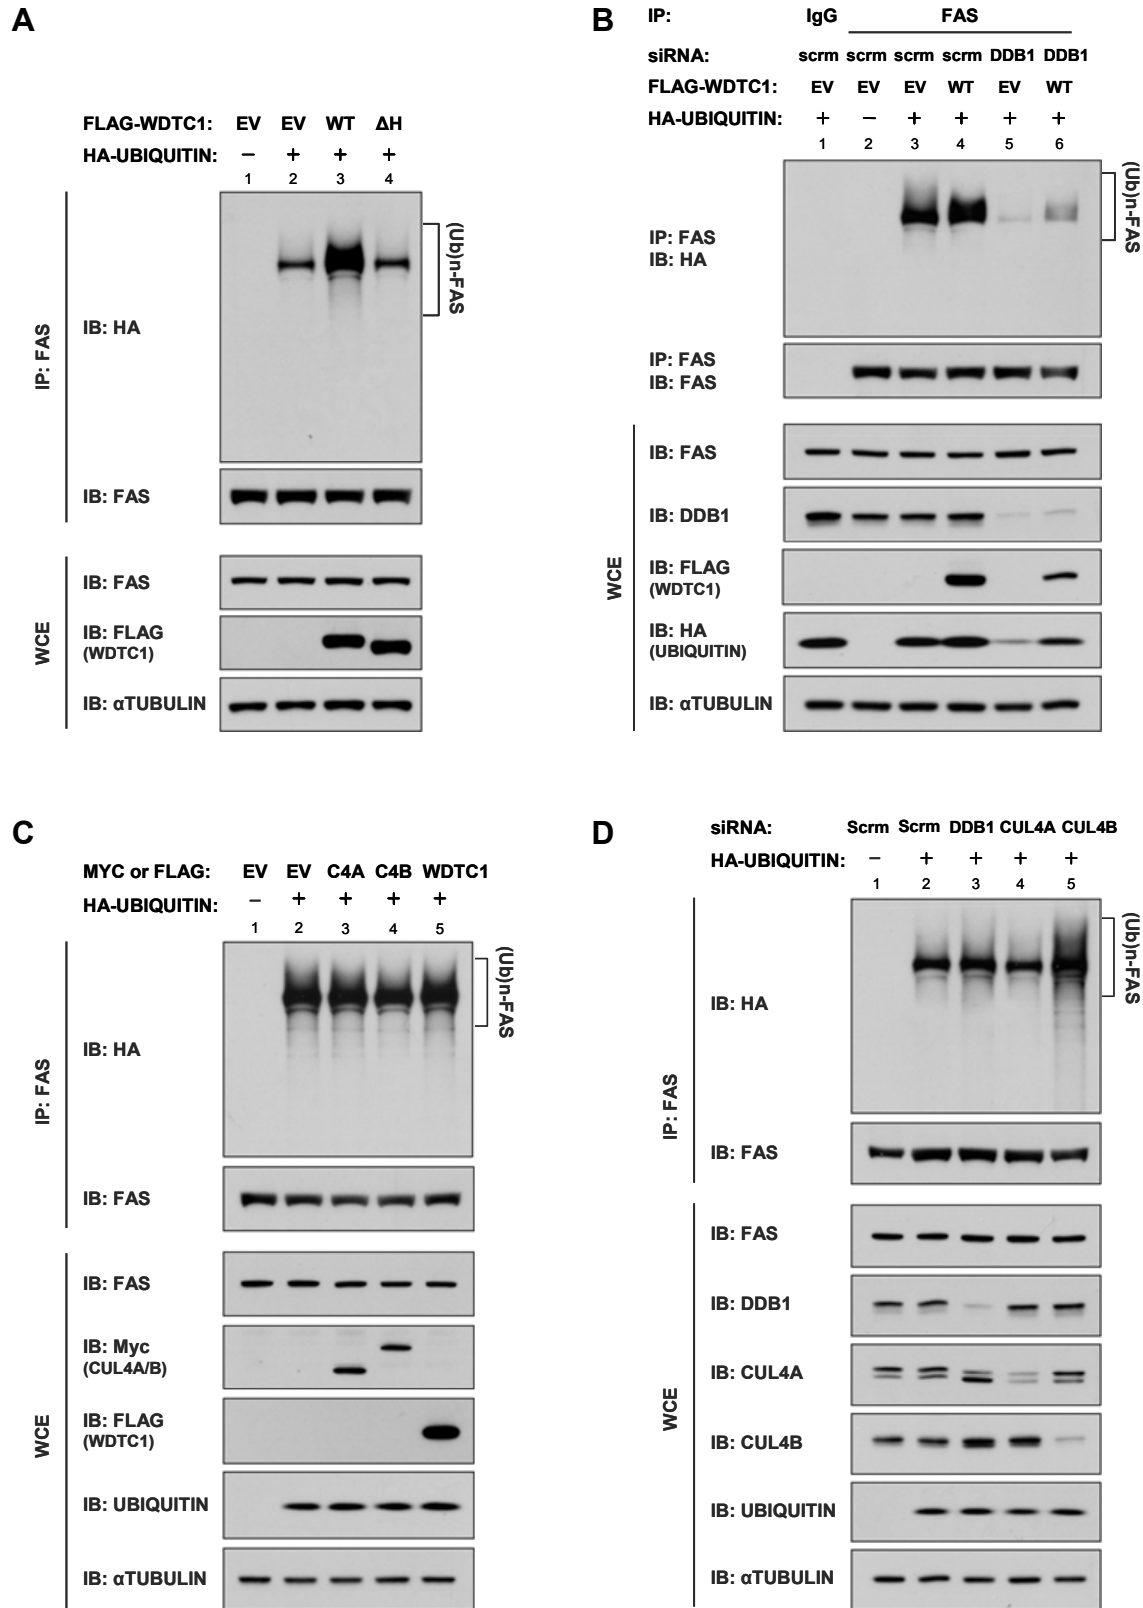 A
FLAG-WDTC1: EV EV WT ΔH
HA-UBIQUITIN: – + + +
1 2 3 4
IP: FAS
IB: HA
(Ub)n-FAS
IB: FAS
WCE
IB: FAS
IB: FLAG
(WDTC1)
IB: αTUBULIN
B
IP: IgG FAS
siRNA: scrm scrm scrm scrm DDB1 DDB1
FLAG-WDTC1: EV EV EV WT EV WT
HA-UBIQUITIN: + – + + + +
1 2 3 4 5 6
IP: FAS
IB: HA
(Ub)n-FAS
IP: FAS
IB: FAS
WCE
IB: FAS
IB: DDB1
IB: FLAG
(WDTC1)
IB: HA
(UBIQUITIN)
IB: αTUBULIN
C
MYC or FLAG: EV EV C4A C4B WDTC1
HA-UBIQUITIN: – + + + +
1 2 3 4 5
IP: FAS
IB: HA
(Ub)n-FAS
IB: FAS
WCE
IB: FAS
IB: Myc
(CUL4A/B)
IB: FLAG
(WDTC1)
IB: UBIQUITIN
IB: αTUBULIN
D
siRNA: Scrm Scrm DDB1 CUL4A CUL4B
HA-UBIQUITIN: – + + + +
1 2 3 4 5
IP: FAS
IB: HA
(Ub)n-FAS
IB: FAS
WCE
IB: FAS
IB: DDB1
IB: CUL4A
IB: CUL4B
IB: UBIQUITIN
IB: αTUBULIN